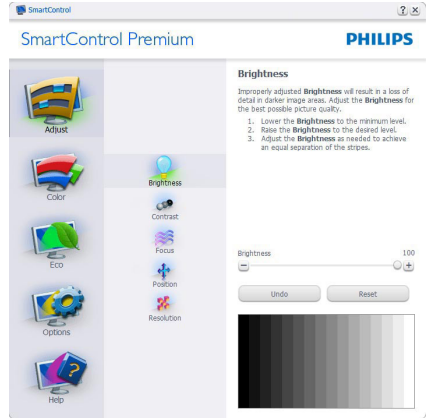 SmartControl
SmartControl Premium
PHILIPS
Adjust
Color
Eco
Options
Help
Brightness
Contrast
Focus
Position
Resolution
Brightness
Improperly adjusted Brightness will result in a loss of
detail in darker image areas. Adjust the Brightness for
the best possible picture quality.
1. Lower the Brightness to the minimum level.
2. Raise the Brightness to the desired level.
3. Adjust the Brightness as needed to achieve
an equal separation of the stripes.
Brightness 100
Undo Reset